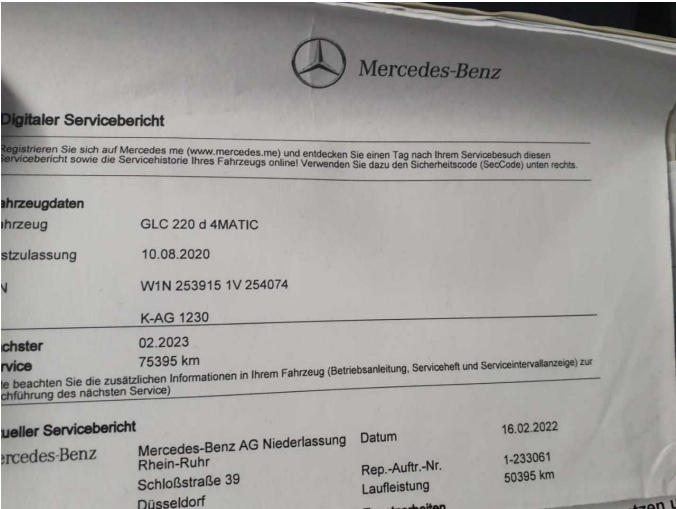 Mercedes-Benz
Digitaler Servicebericht
Registrieren Sie sich auf Mercedes me (www.mercedes.me) und entdecken Sie einen Tag nach Ihrem Servicebesuch diesen
Servicebericht sowie die Servicehistorie Ihres Fahrzeugs online! Verwenden Sie dazu den Sicherheitscode (SecCode) unten rechts.
ahrzeugdaten
hrzeug GLC 220 d 4MATIC
stzulassung 10.08.2020
N W1N 253915 1V 254074
K-AG 1230
chster 02.2023
rvice 75395 km
te beachten Sie die zusätzlichen Informationen in Ihrem Fahrzeug (Betriebsanleitung, Serviceheft und Serviceintervallanzeige) zur
chführung des nächsten Service)
ueller Servicebericht
ercedes-Benz Mercedes-Benz AG Niederlassung Datum 16.02.2022
Rhein-Ruhr
Rep.-Auftr.-Nr. 1-233061
Schloßstraße 39 Laufleistung 50395 km
Düsseldorf